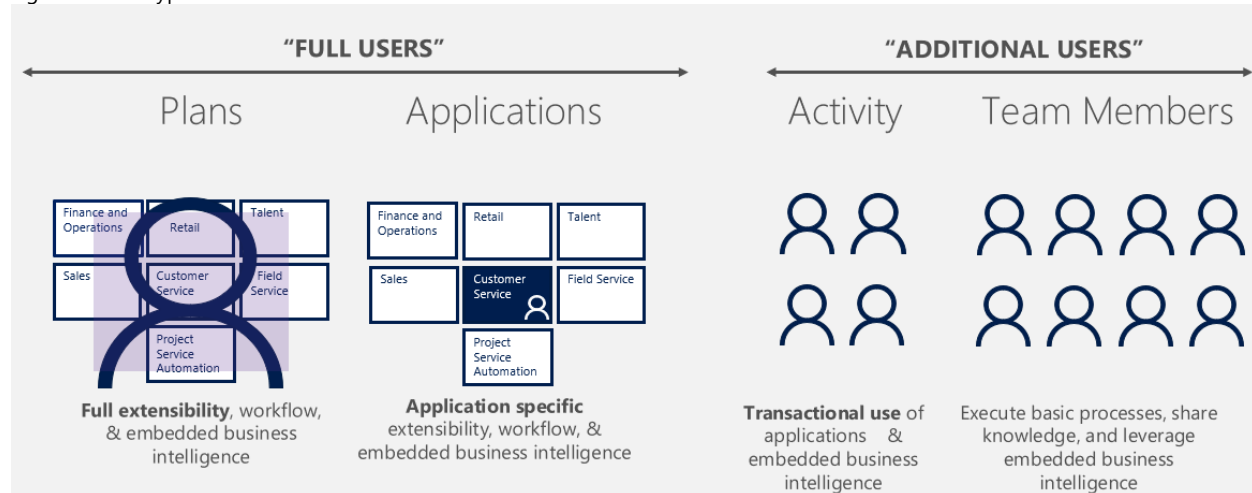 “FULL USERS”
“ADDITIONAL USERS”
Plans
Applications
Activity
Team Members
Finance and
Operations
Retail
Talent
Sales
Customer
Service
Field
Service
Project
Service
Automation
Finance and
Operations
Retail
Talent
Sales
Customer
Service
Field Service
Project
Service
Automation
Full extensibility, workflow,
& embedded business
intelligence
Application specific
extensibility, workflow, &
embedded business intelligence
Transactional use of
applications &
embedded business
intelligence
Execute basic processes, share
knowledge, and leverage
embedded business
intelligence